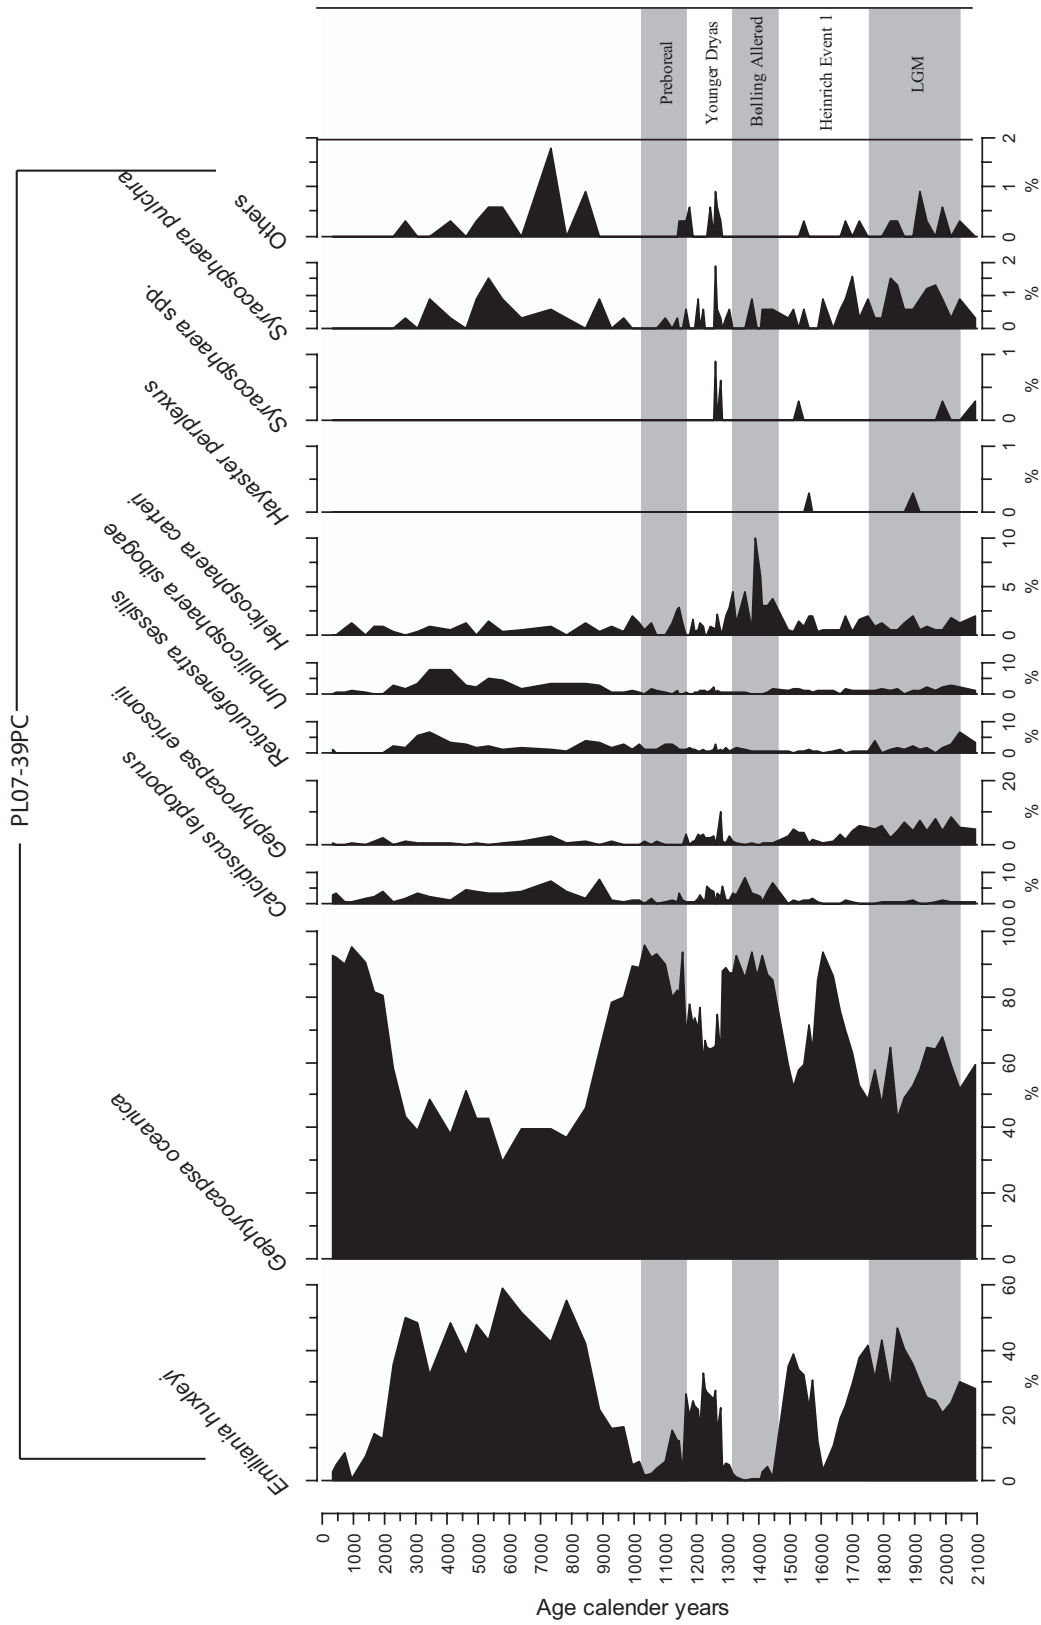 PL07-39PC
Emiliania huxleyi
Gephyrocapsa oceanica
Calcidiscus leptoporus
Gephyrocapsa ericsonii
Reticulofenestra sessilis
Umbilicosphaera sibogae
Helicosphaera carteri
Hayaster perplexus
Syracosphaera spp.
Syracosphaera pulchra
Others
Preboreal
Younger Dryas
Bølling Allerød
Heinrich Event 1
LGM
0 20 40 60
%
0 20 40 60 80 100
%
0 10
%
0 20
%
0 10
%
0 10
%
0 5 10
%
0 1
%
0 1
%
0 1 2
%
0 1 2
%
0 1000 2000 3000 4000 5000 6000 7000 8000 9000 10000 11000 12000 13000 14000 15000 16000 17000 18000 19000 20000 21000
Age calender years